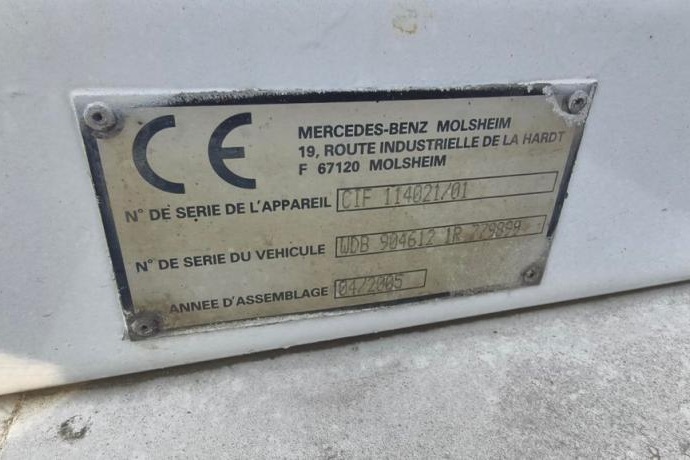 CE
MERCEDES-BENZ MOLSHEIM
19, ROUTE INDUSTRIELLE DE LA HARDT
F 67120 MOLSHEIM
N° DE SERIE DE L'APPAREIL CIF 114021/01
N° DE SERIE DU VEHICULE WDB 904612 1R 729899
ANNEE D'ASSEMBLAGE 04/2005